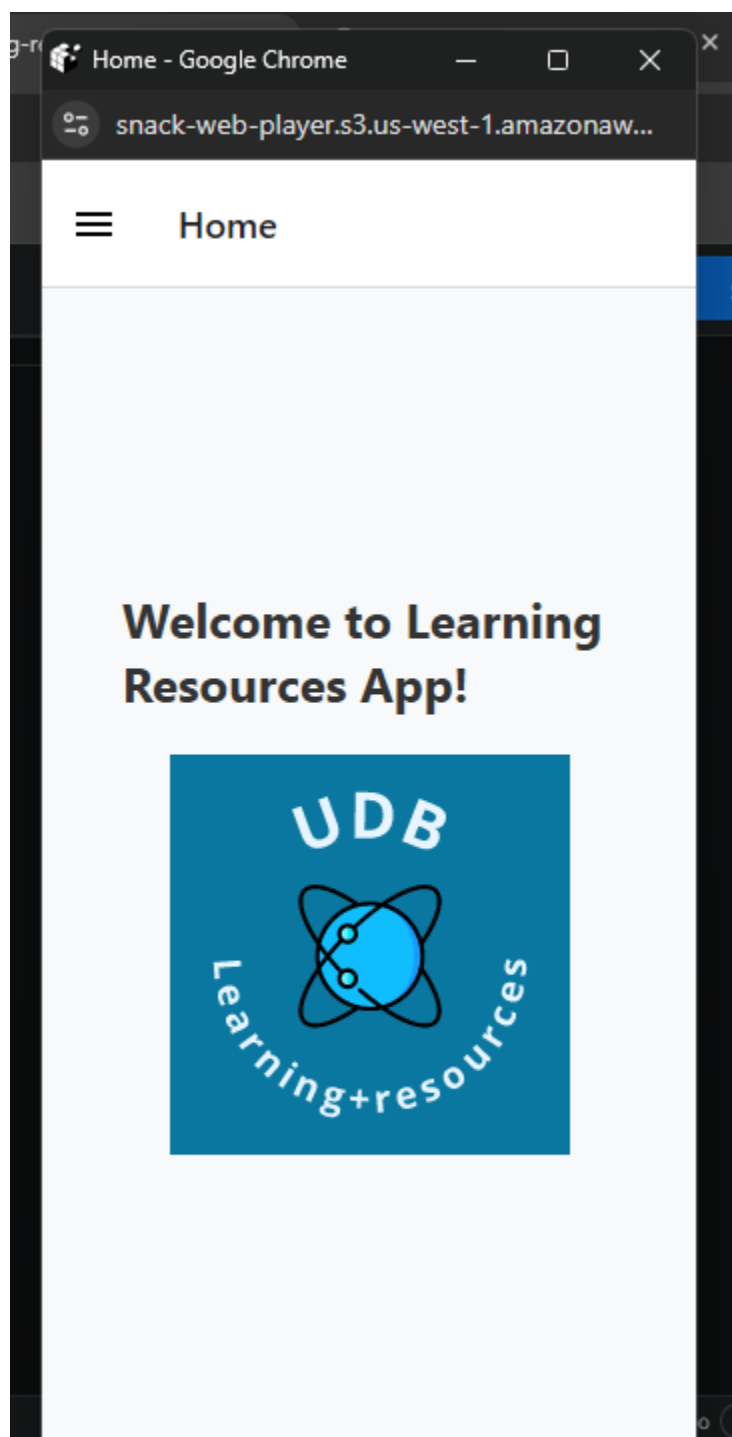 Home - Google Chrome
snack-web-player.s3.us-west-1.amazonaw...
Home
Welcome to Learning
Resources App!
UDB
Learning+resources